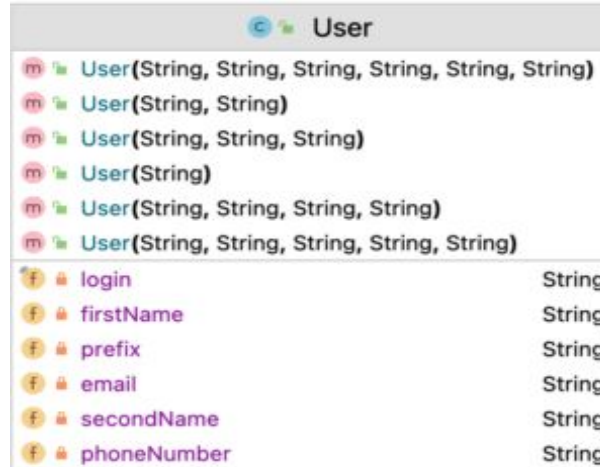 User
User(String, String, String, String, String, String)
User(String, String)
User(String, String, String)
User(String)
User(String, String, String, String)
User(String, String, String, String, String)
login String
firstName String
prefix String
email String
secondName String
phoneNumber String